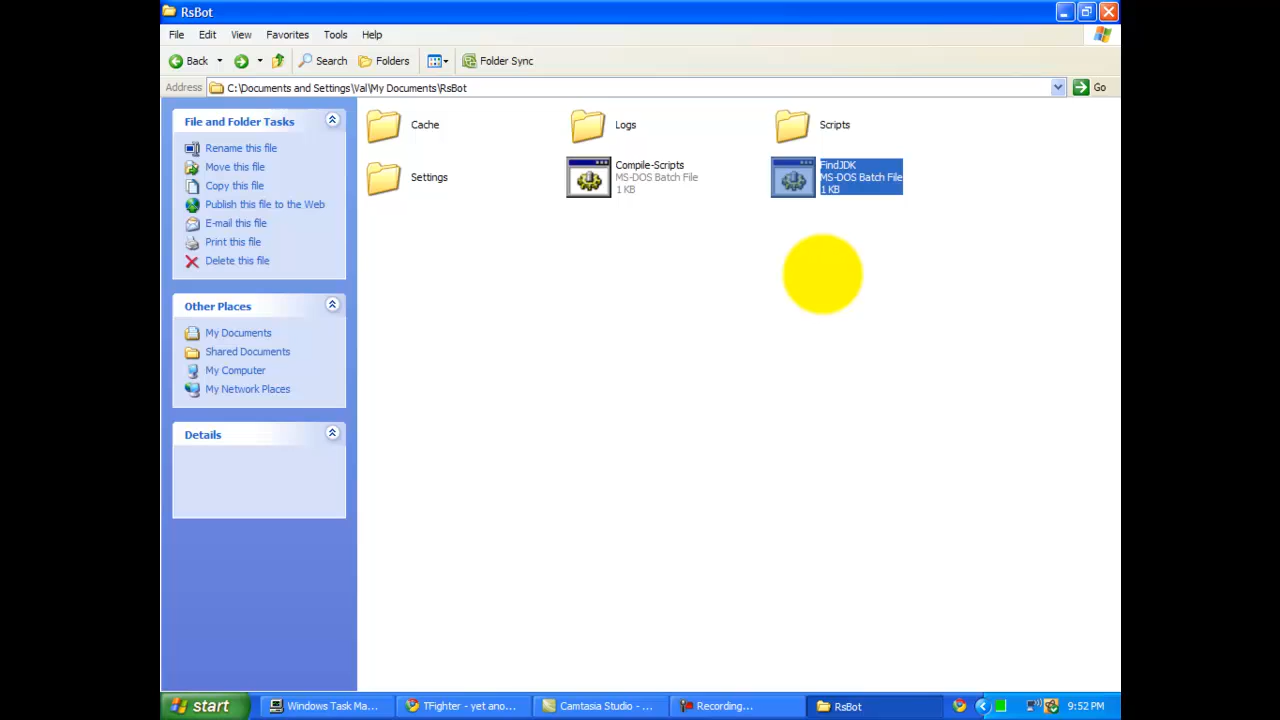 RsBot
File Edit View Favorites Tools Help
Back Search Folders Folder Sync
Address C:\Documents and Settings\Val\My Documents\RsBot Go
File and Folder Tasks
Rename this file
Move this file
Copy this file
Publish this file to the Web
E-mail this file
Print this file
Delete this file
Other Places
My Documents
Shared Documents
My Computer
My Network Places
Details
Cache
Logs
Scripts
Settings
Compile-Scripts
MS-DOS Batch File
1 KB
FindJDK
MS-DOS Batch File
1 KB
start Windows Task Ma... TFighter - yet ano... Camtasia Studio - ... Recording... RsBot 9:52 PM